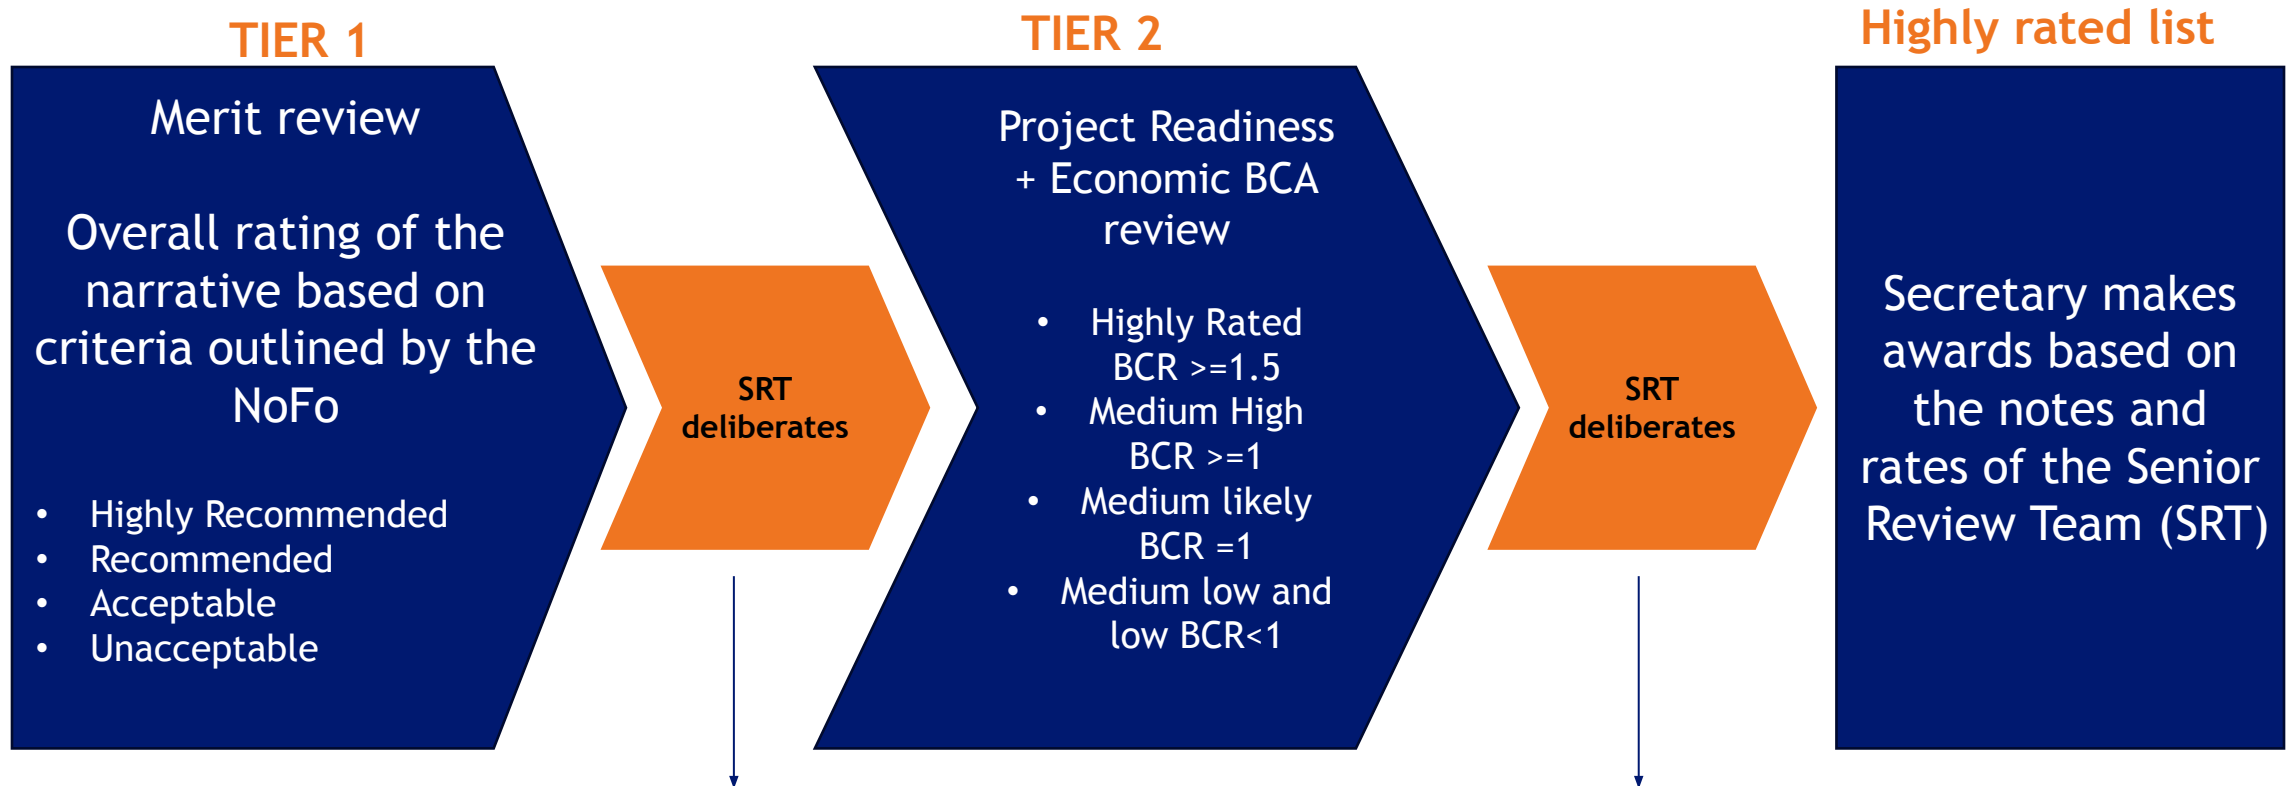 TIER 1
Merit review
Overall rating of the
narrative based on
criteria outlined by the
NoFo
• Highly Recommended
• Recommended
• Acceptable
• Unacceptable
SRT
deliberates
TIER 2
Project Readiness
+ Economic BCA
review
• Highly Rated
BCR >=1.5
• Medium High
BCR >=1
• Medium likely
BCR =1
• Medium low and
low BCR<1
SRT
deliberates
Highly rated list
Secretary makes
awards based on
the notes and
rates of the Senior
Review Team (SRT)